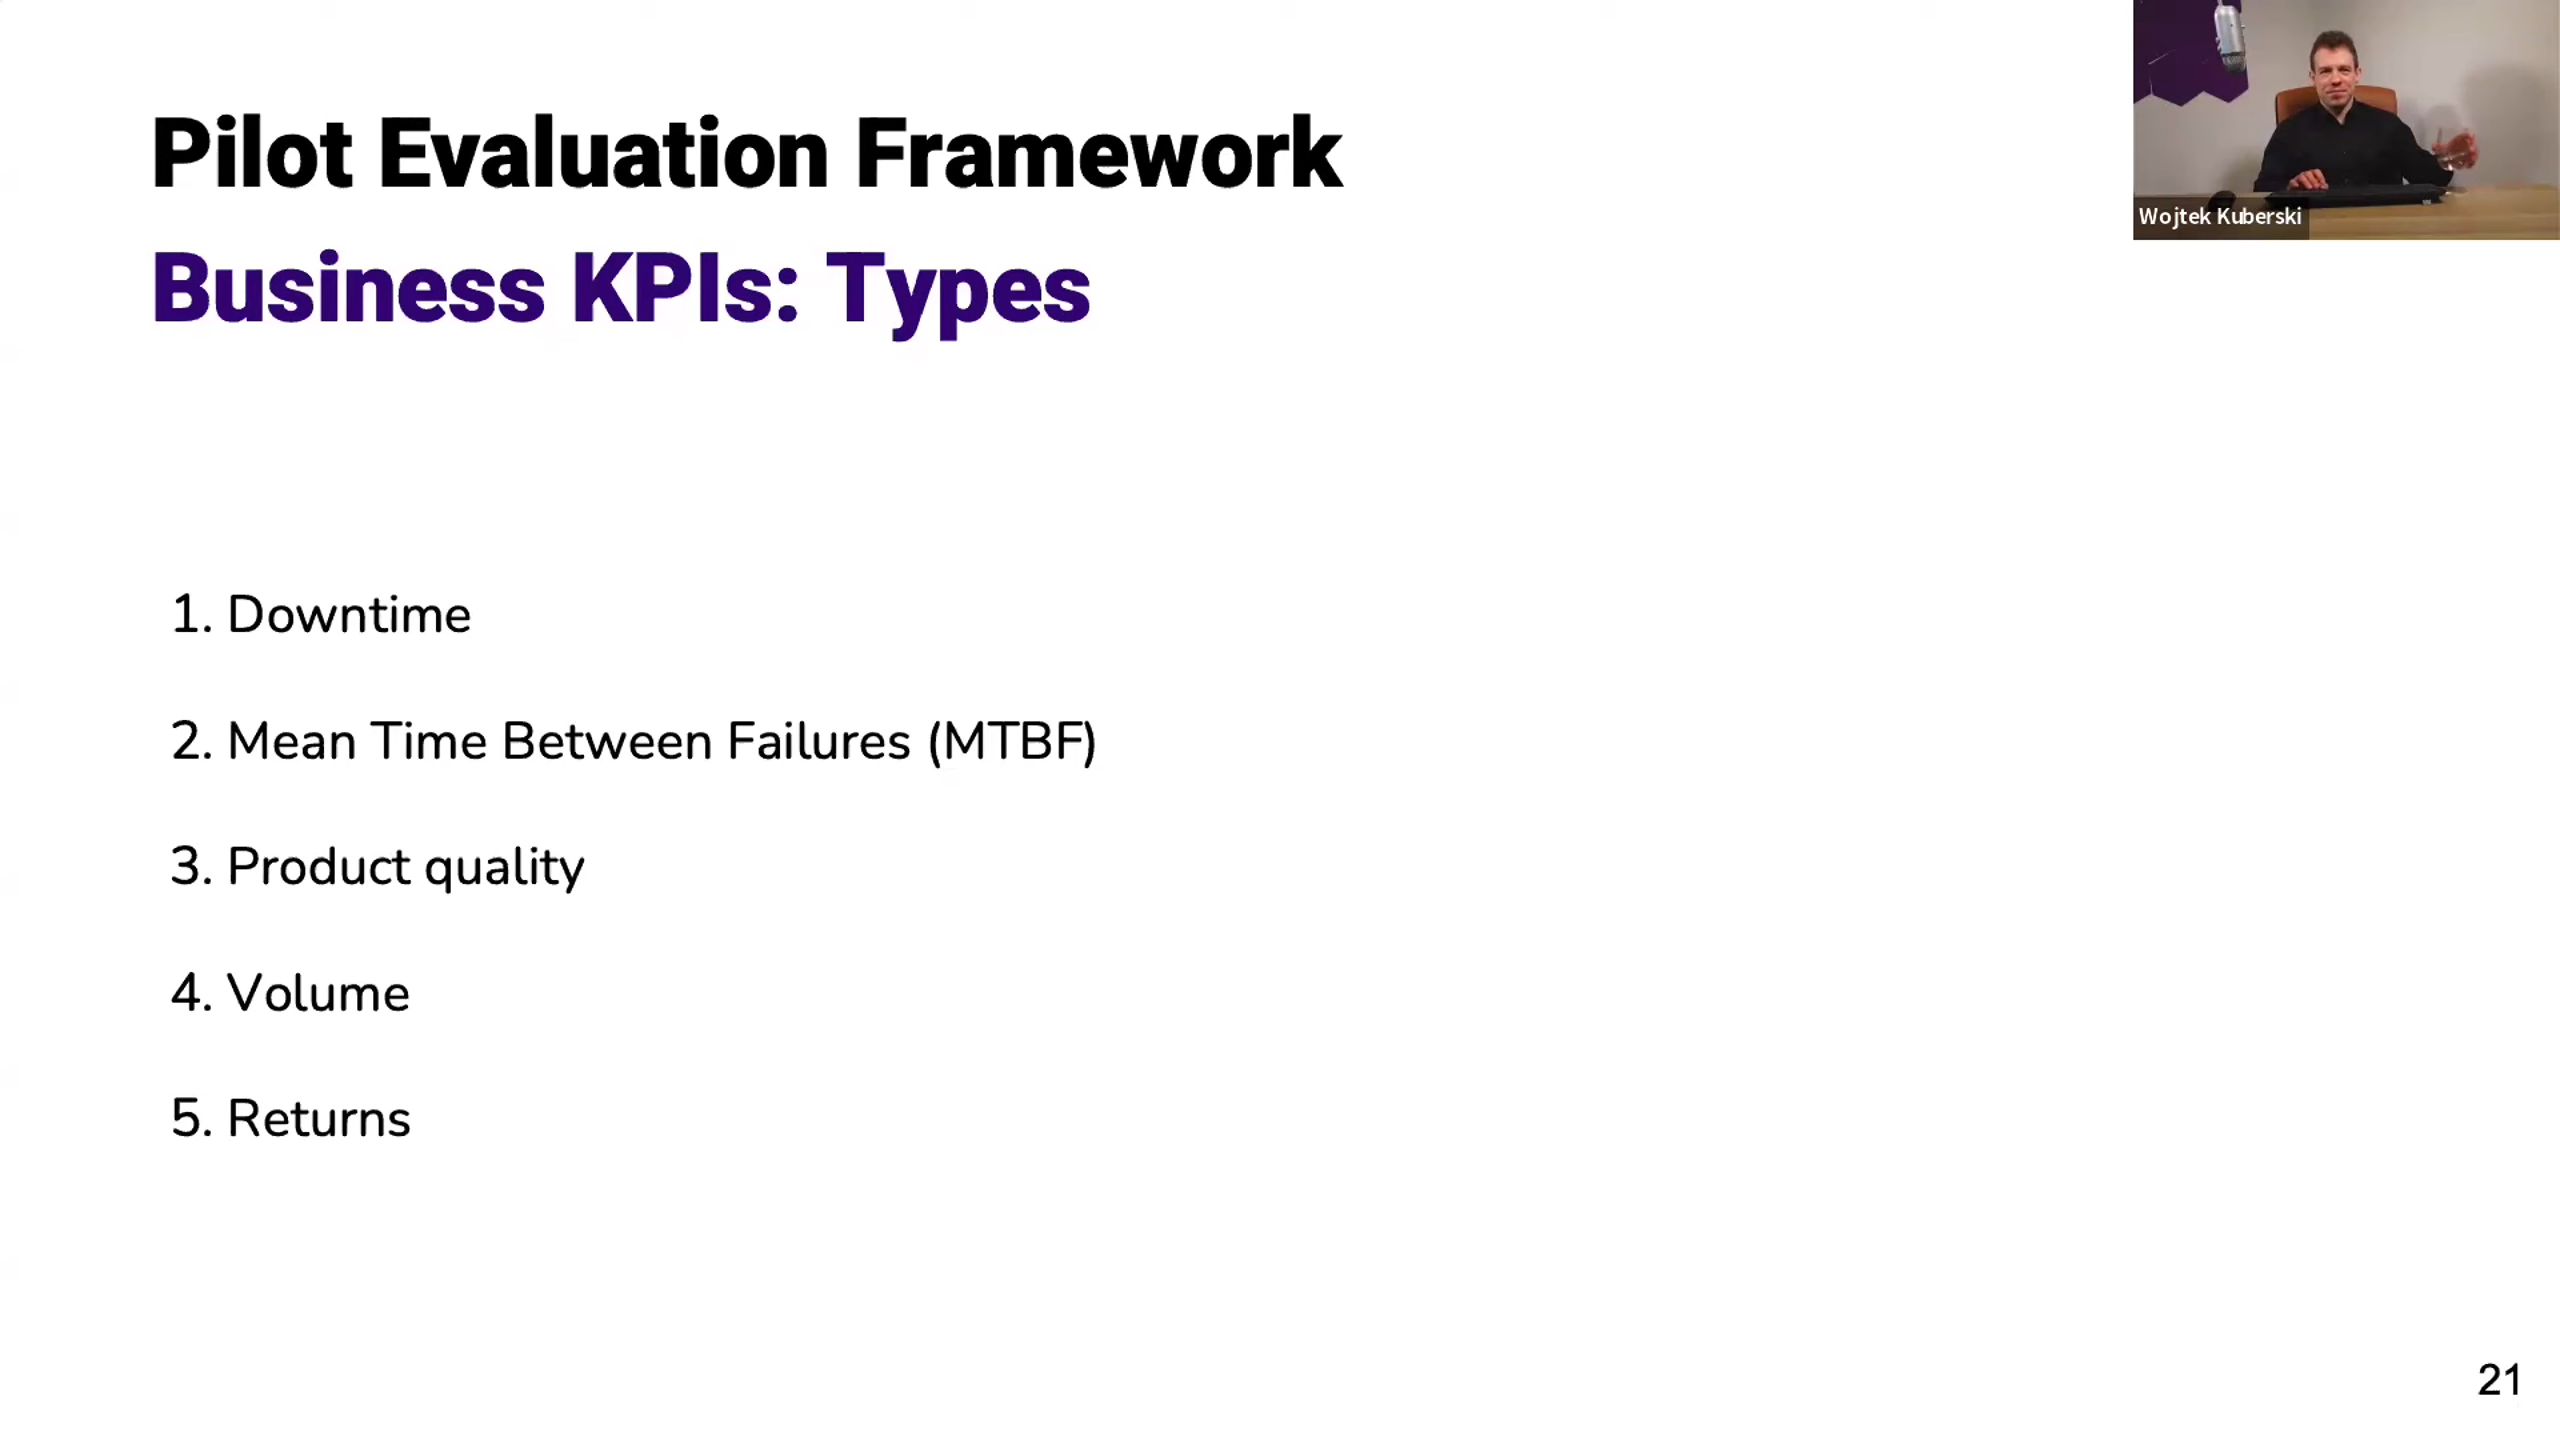 Pilot Evaluation Framework
Business KPIs: Types
Wojtek Kuberski
1. Downtime
2. Mean Time Between Failures (MTBF)
3. Product quality
4. Volume
5. Returns
21